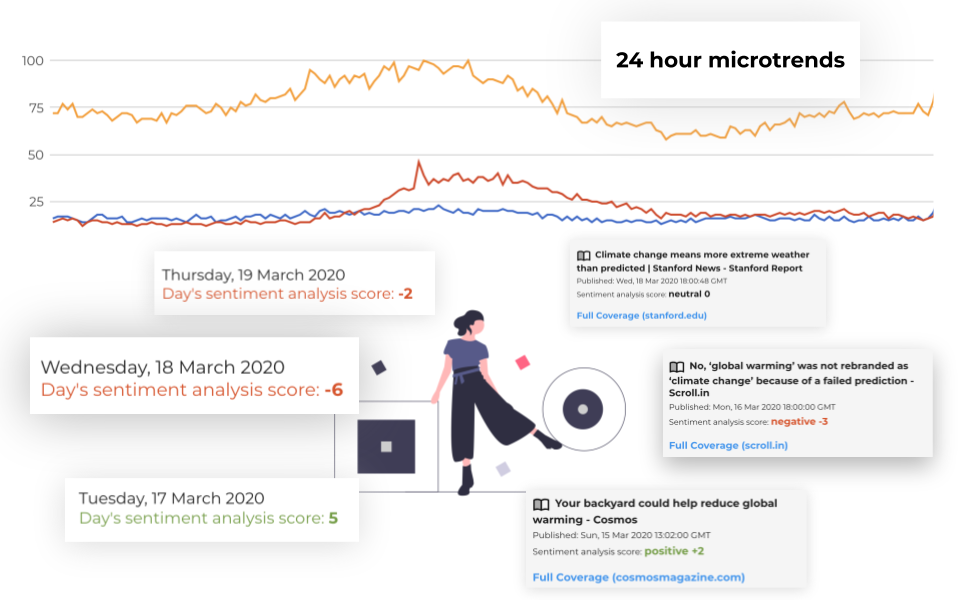 24 hour microtrends
100
75
50
25
Thursday, 19 March 2020
Day's sentiment analysis score: -2
Wednesday, 18 March 2020
Day's sentiment analysis score: -6
Tuesday, 17 March 2020
Day's sentiment analysis score: 5
Climate change means more extreme weather
than predicted | Stanford News - Stanford Report
Published: Wed, 18 Mar 2020 18:00:48 GMT
Sentiment analysis score: neutral 0
Full Coverage (stanford.edu)
No, ‘global warming’ was not rebranded as
‘climate change’ because of a failed prediction -
Scroll.in
Published: Mon, 16 Mar 2020 18:00:00 GMT
Sentiment analysis score: negative -3
Full Coverage (scroll.in)
Your backyard could help reduce global
warming - Cosmos
Published: Sun, 15 Mar 2020 13:02:00 GMT
Sentiment analysis score: positive +2
Full Coverage (cosmosmagazine.com)